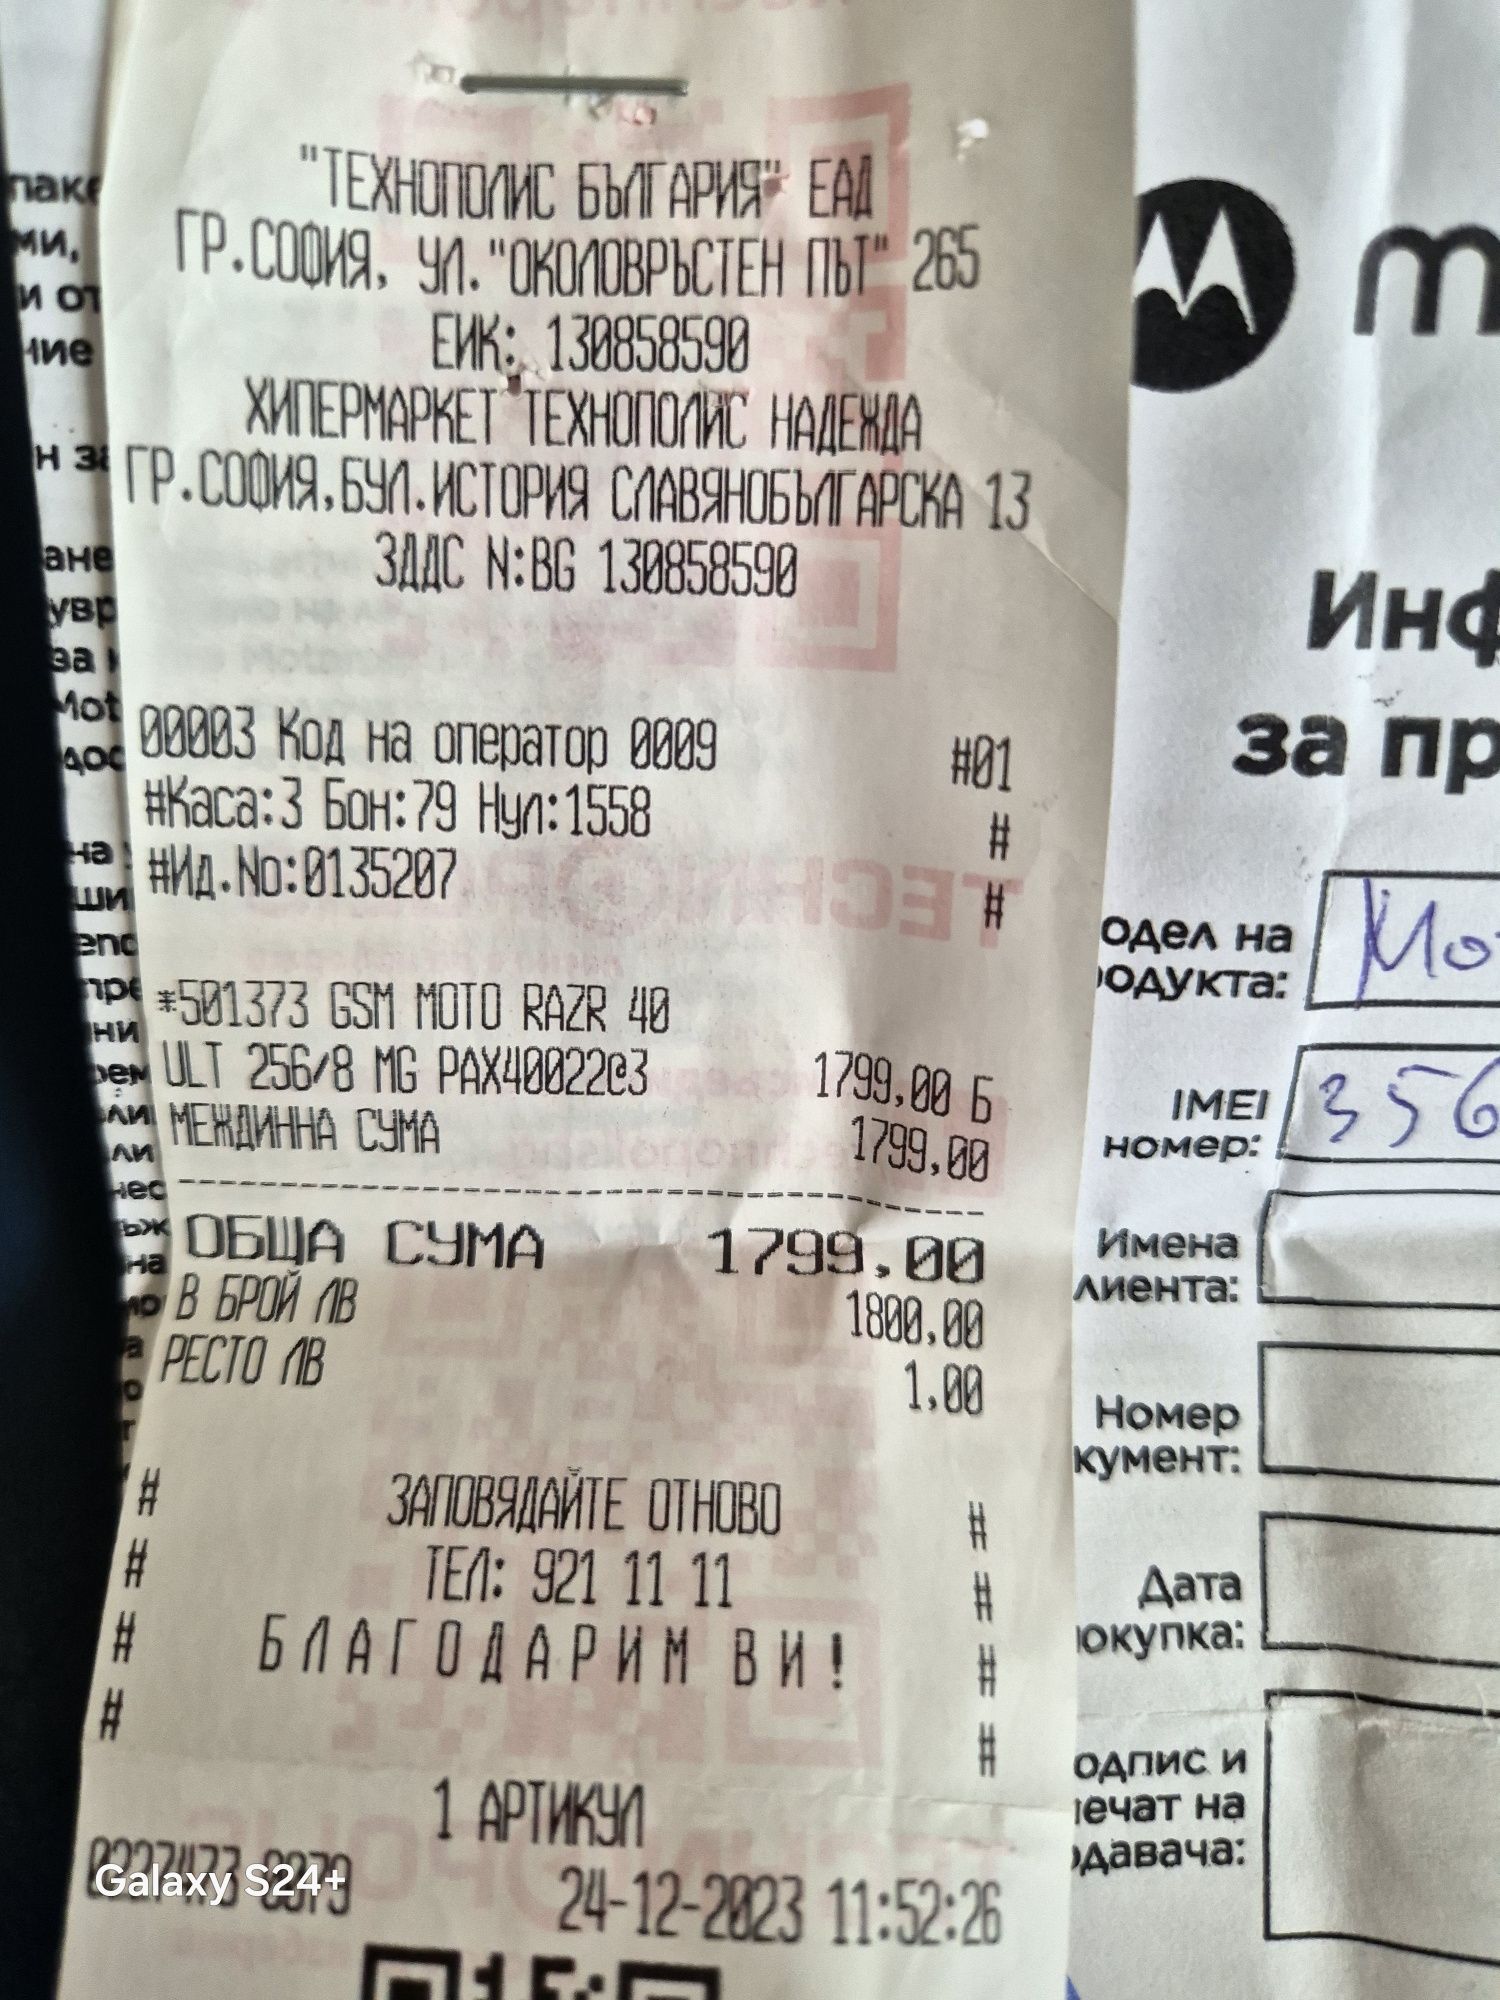 "ТЕХНОПОЛИС БЪЛГАРИЯ" ЕАД
ГР.СОФИЯ, УЛ."ОКОЛОВРЪСТЕН ПЪТ" 265
ЕИК: 130858590
ХИПЕРМАРКЕТ ТЕХНОПОЛИС НАДЕЖДА
ГР.СОФИЯ,БУЛ.ИСТОРИЯ СЛАВЯНОБЪЛГАРСКА 13
ЗДДС N:BG 130858590
00003 Код на оператор 0009 #01
#Каса:3 Бон:79 Нул:1558 #
#Ид.No:0135207 #
*501373 GSM MOTO RAZR 40
ULT 256/8 MG PAX40022@3 1799,00 Б
МЕЖДИННА СУМА 1799,00
ОБЩА СУМА 1799.00
В БРОЙ ЛВ 1800,00
РЕСТО ЛВ 1,00
# ЗАПОВЯДАЙТЕ ОТНОВО #
# ТЕЛ: 921 11 11 #
# БЛАГОДАРИМ ВИ! #
# #
1 АРТИКУЛ
24-12-2023 11:52:26
Galaxy S24+
m
Инф
за пр
одел на
одукта:
Мо
IMEI
номер:
356
Имена
лиента:
Номер
кумент:
Дата
окупка:
одпис и
ечат на
одавача: